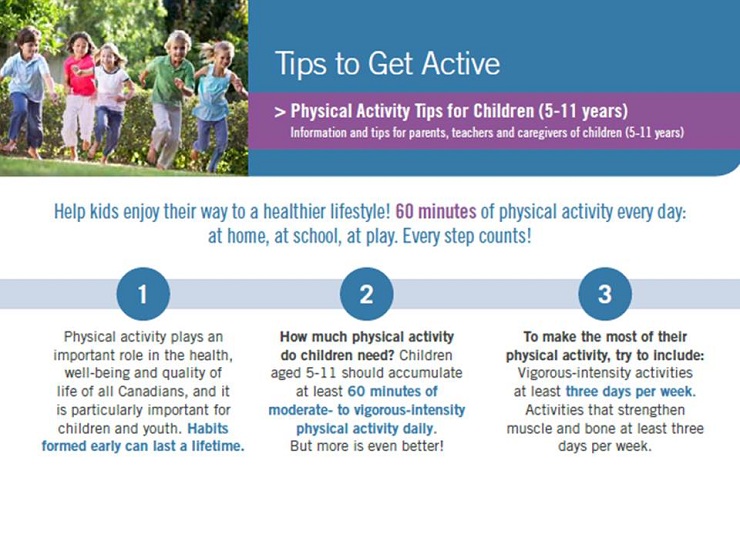 Tips to Get Active
> Physical Activity Tips for Children (5-11 years)
Information and tips for parents, teachers and caregivers of children (5-11 years)
Help kids enjoy their way to a healthier lifestyle! 60 minutes of physical activity every day:
at home, at school, at play. Every step counts!
1
Physical activity plays an
important role in the health,
well-being and quality of
life of all Canadians, and it
is particularly important for
children and youth. Habits
formed early can last a lifetime.
2
How much physical activity
do children need? Children
aged 5-11 should accumulate
at least 60 minutes of
moderate- to vigorous-intensity
physical activity daily.
But more is even better!
3
To make the most of their
physical activity, try to include:
Vigorous-intensity activities
at least three days per week.
Activities that strengthen
muscle and bone at least three
days per week.